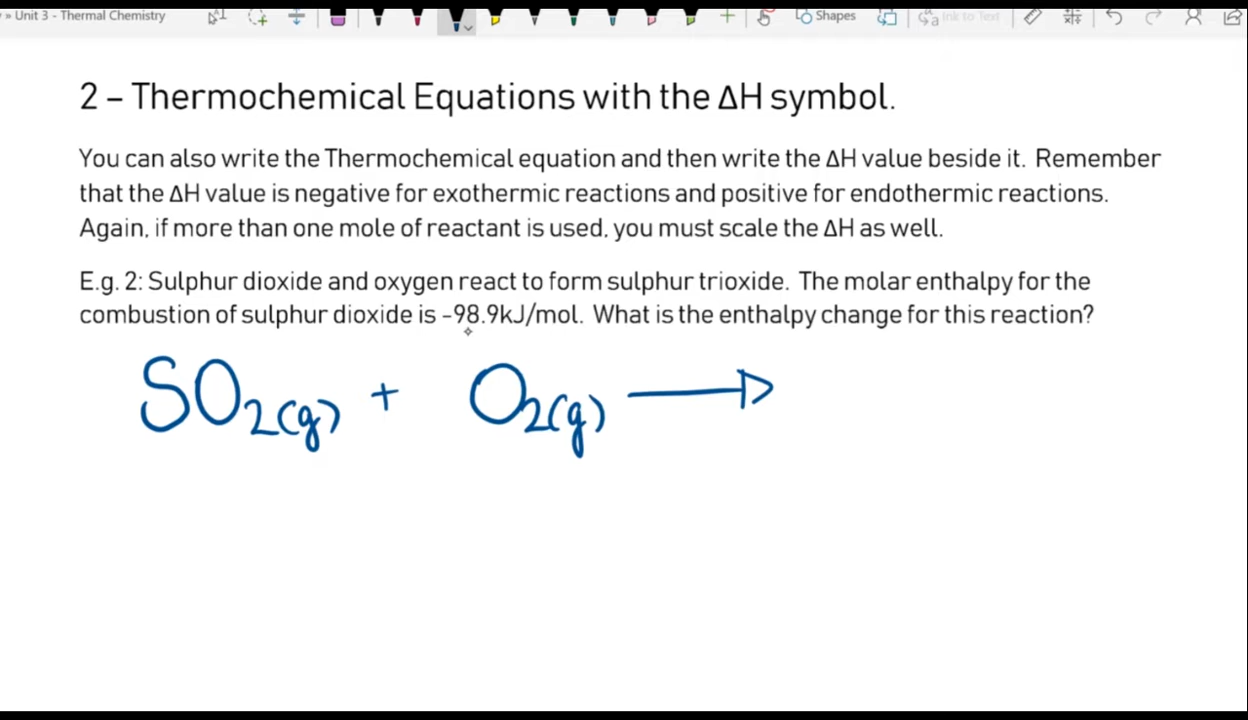 » Unit 3 - Thermal Chemistry
Shapes
Ink to Text
2 – Thermochemical Equations with the ΔH symbol.
You can also write the Thermochemical equation and then write the ΔH value beside it. Remember
that the ΔH value is negative for exothermic reactions and positive for endothermic reactions.
Again, if more than one mole of reactant is used, you must scale the ΔH as well.
E.g. 2: Sulphur dioxide and oxygen react to form sulphur trioxide. The molar enthalpy for the
combustion of sulphur dioxide is -98.9kJ/mol. What is the enthalpy change for this reaction?
SO₂(g) + O₂(g) →